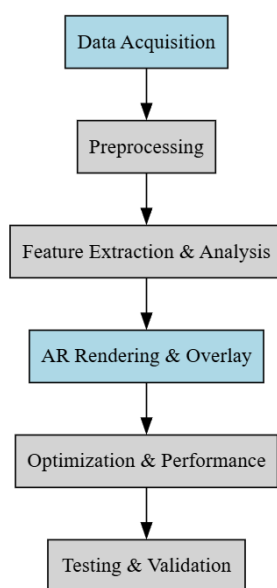 Data Acquisition
Preprocessing
Feature Extraction & Analysis
AR Rendering & Overlay
Optimization & Performance
Testing & Validation